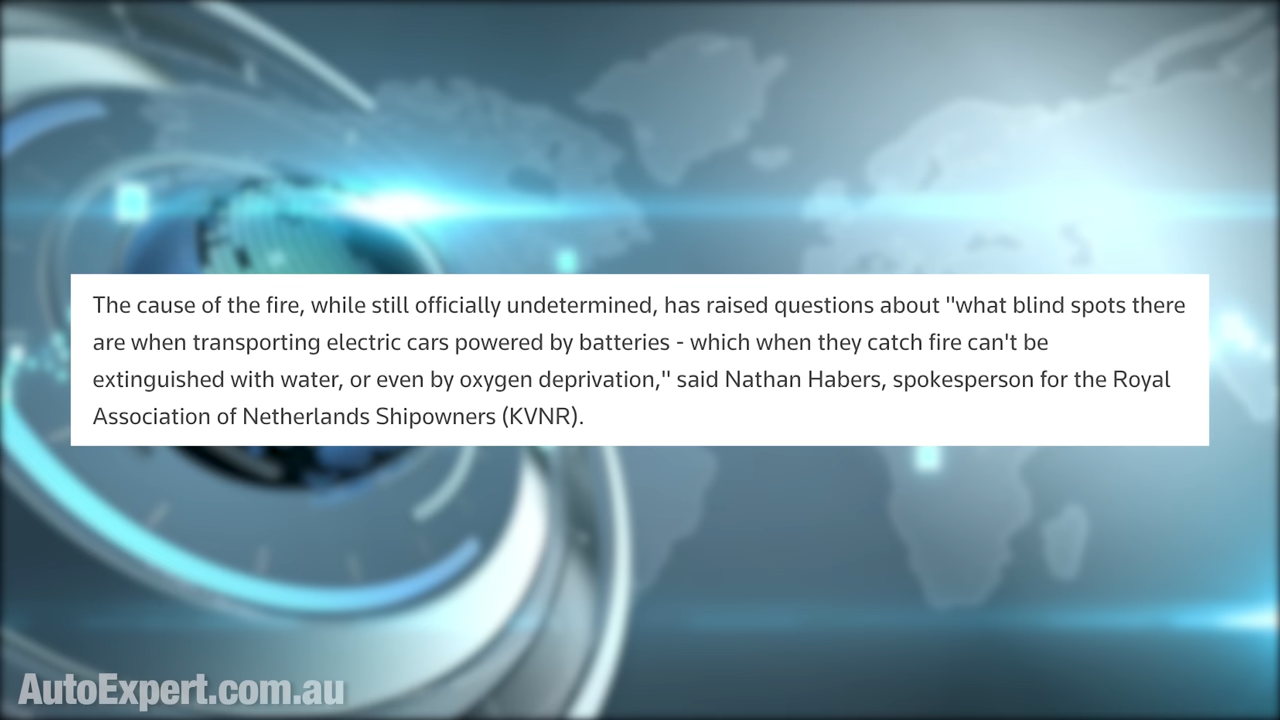 The cause of the fire, while still officially undetermined, has raised questions about "what blind spots there
are when transporting electric cars powered by batteries - which when they catch fire can't be
extinguished with water, or even by oxygen deprivation," said Nathan Habers, spokesperson for the Royal
Association of Netherlands Shipowners (KVNR).
AutoExpert.com.au